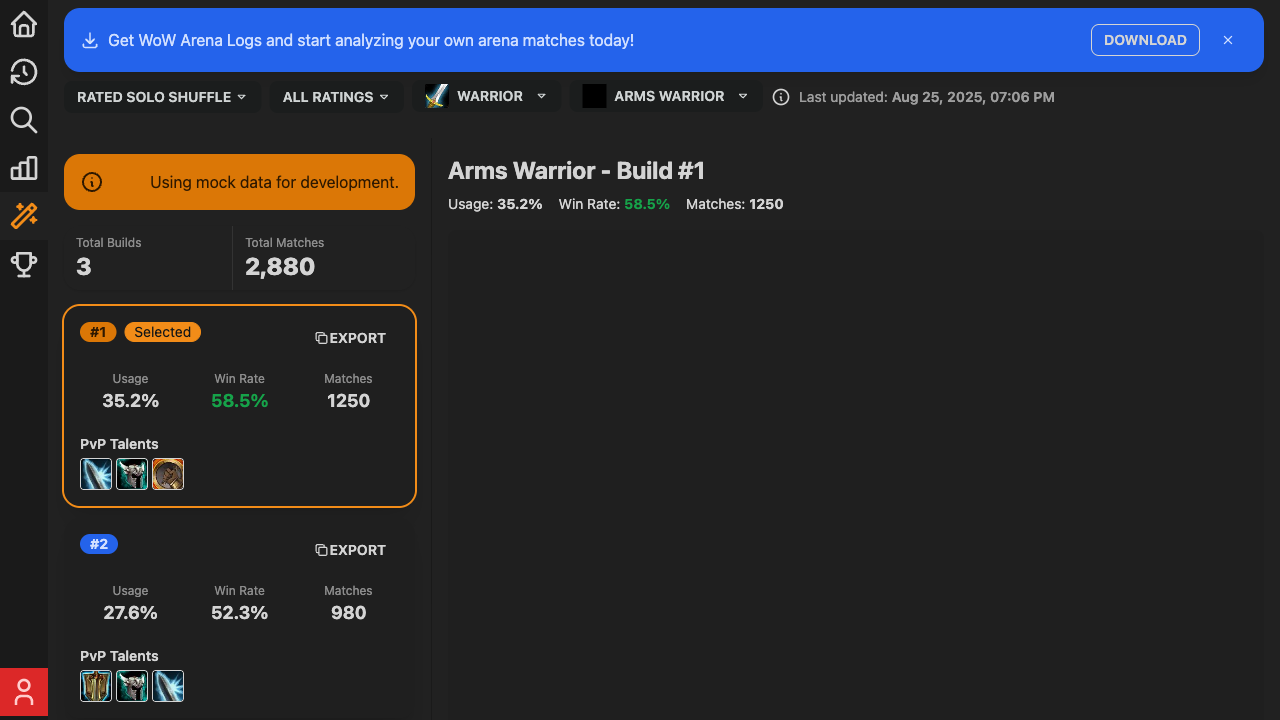 Get WoW Arena Logs and start analyzing your own arena matches today!
DOWNLOAD
RATED SOLO SHUFFLE
ALL RATINGS
WARRIOR
ARMS WARRIOR
Last updated: Aug 25, 2025, 07:06 PM
Using mock data for development.
Total Builds
3
Total Matches
2,880
#1
Selected
EXPORT
Usage
35.2%
Win Rate
58.5%
Matches
1250
PvP Talents
#2
EXPORT
Usage
27.6%
Win Rate
52.3%
Matches
980
PvP Talents
Arms Warrior - Build #1
Usage: 35.2% Win Rate: 58.5% Matches: 1250